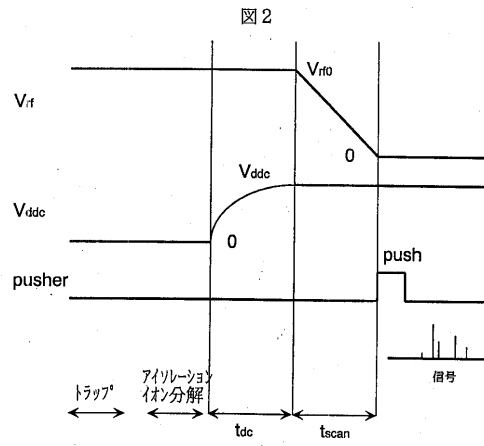 図2
Vrf0
Vrf
0
Vddc
Vddc
0
push
pusher
信号
トラップ
アイソレーション
イオン分解
tdc
tscan